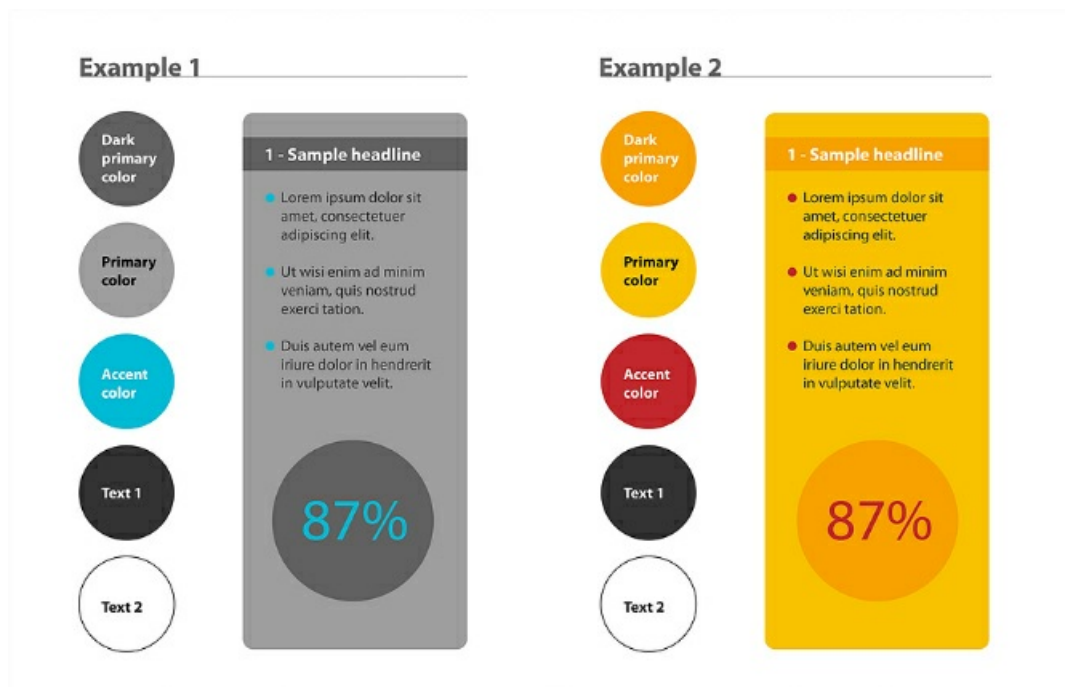 Example 1
Dark
primary
color
Primary
color
Accent
color
Text 1
Text 2
1 - Sample headline
Lorem ipsum dolor sit
amet, consectetuer
adipiscing elit.
Ut wisi enim ad minim
veniam, quis nostrud
exerci tation.
Duis autem vel eum
iriure dolor in hendrerit
in vulputate velit.
87%
Example 2
Dark
primary
color
Primary
color
Accent
color
Text 1
Text 2
1 - Sample headline
Lorem ipsum dolor sit
amet, consectetuer
adipiscing elit.
Ut wisi enim ad minim
veniam, quis nostrud
exerci tation.
Duis autem vel eum
iriure dolor in hendrerit
in vulputate velit.
87%